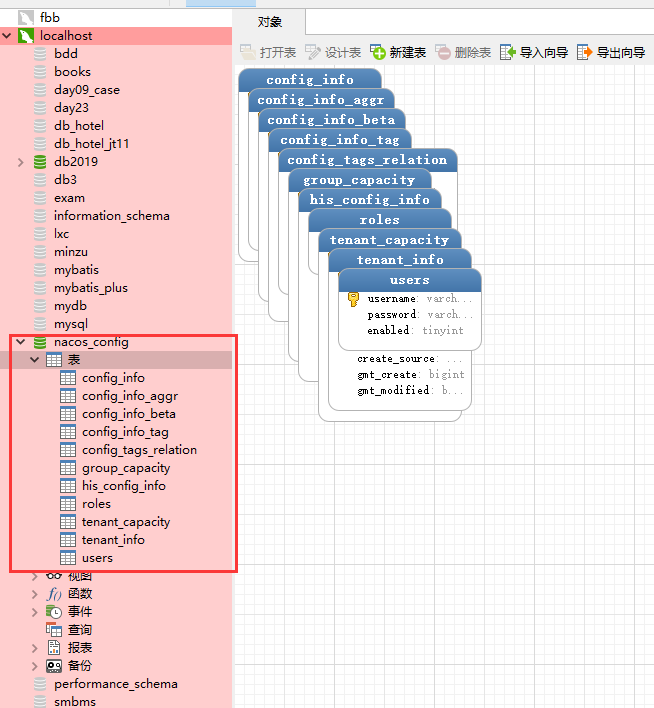 fbb
localhost
bdd
books
day09_case
day23
db_hotel
db_hotel_jt11
db2019
db3
exam
information_schema
lxc
minzu
mybatis
mybatis_plus
mydb
mysql
nacos_config
表
config_info
config_info_aggr
config_info_beta
config_info_tag
config_tags_relation
group_capacity
his_config_info
roles
tenant_capacity
tenant_info
users
视图
函数
事件
查询
报表
备份
performance_schema
smbms
对象
打开表 设计表 新建表 删除表 导入向导 导出向导
config_info
config_info_aggr
config_info_beta
config_info_tag
config_tags_relation
group_capacity
his_config_info
roles
tenant_capacity
tenant_info
users
username: varch...
password: varch...
enabled: tinyint
create_source: ...
gmt_create: bigint
gmt_modified: b...